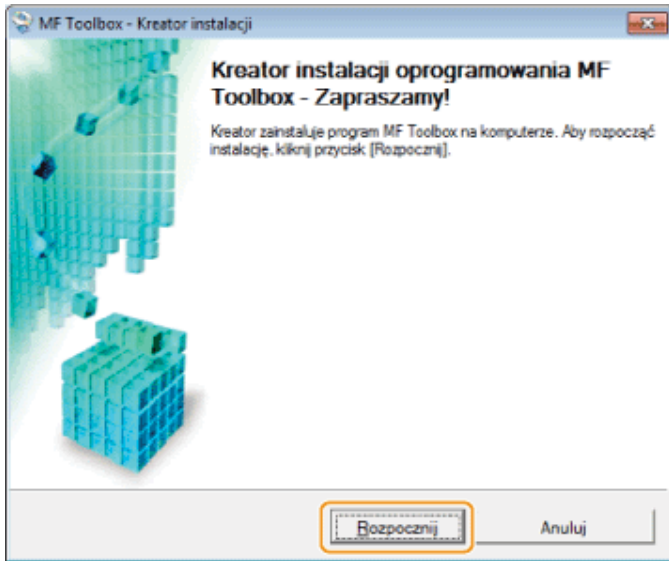 MF Toolbox - Kreator instalacji
Kreator instalacji oprogramowania MF
Toolbox - Zapraszamy!
Kreator zainstaluje program MF Toolbox na komputerze. Aby rozpocząć
instalację, kliknij przycisk [Rozpocznij].
Rozpocznij
Anuluj